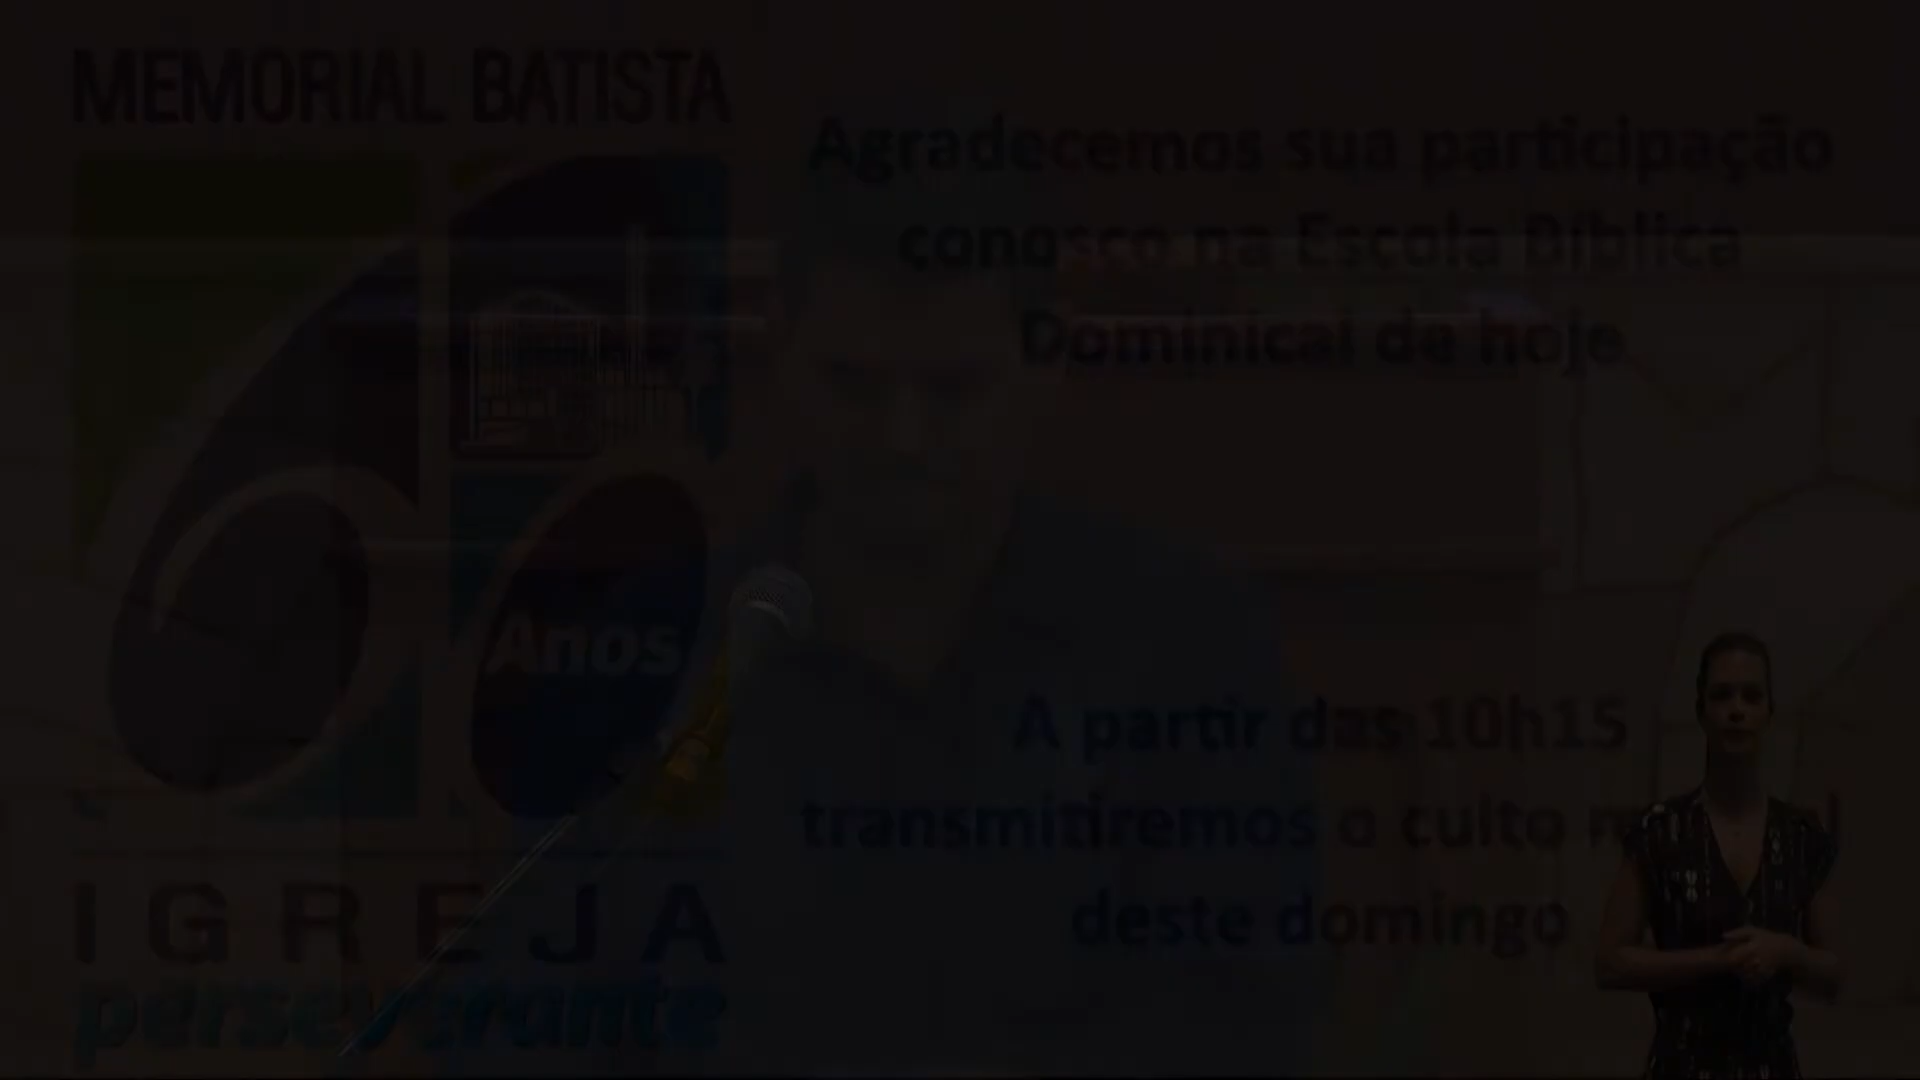 MEMORIAL BATISTA
Anos
IGREJA
perseverante
Agradecemos sua participação
conosco na Escola Bíblica
Dominical de hoje
A partir das 10h15
transmitiremos o culto
deste domingo